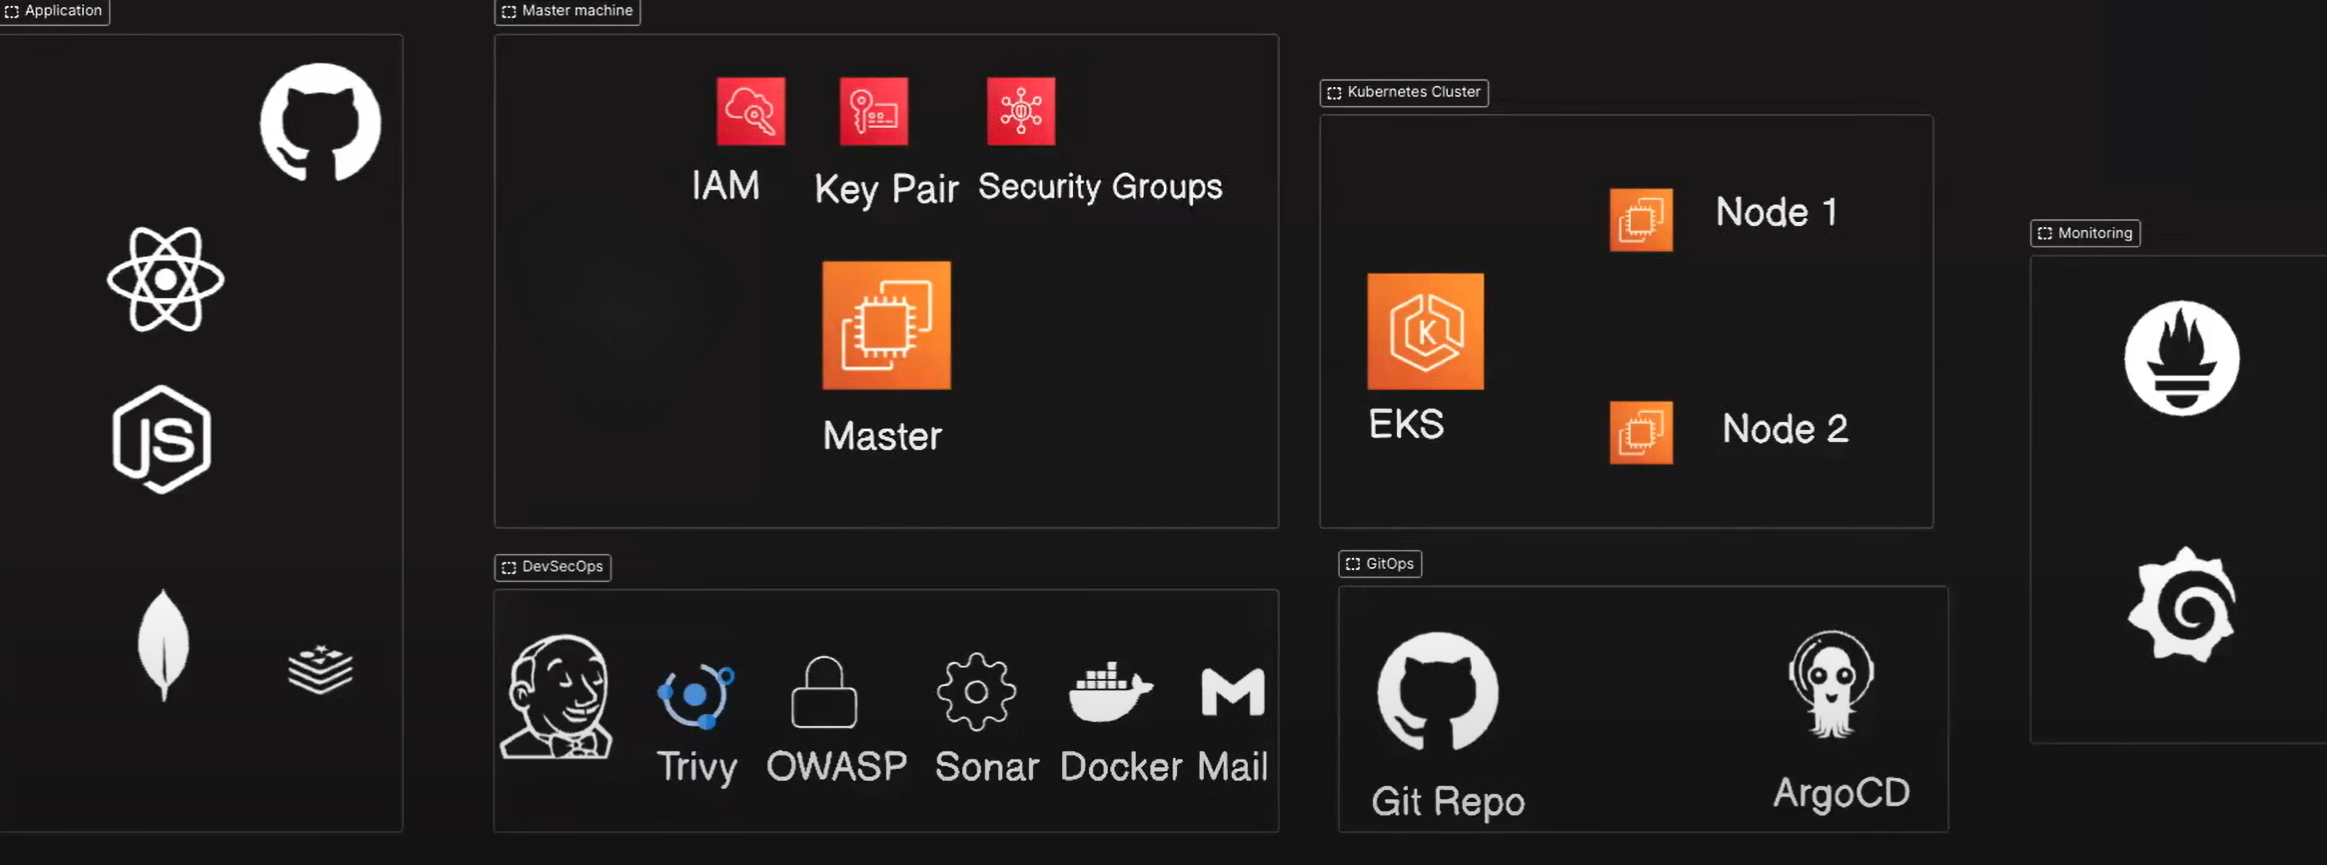 Application
Master machine
IAM
Key Pair
Security Groups
Master
Kubernetes Cluster
Node 1
EKS
Node 2
Monitoring
JS
K
DevSecOps
Trivy
OWASP
Sonar
Docker
Mail
GitOps
Git Repo
ArgoCD